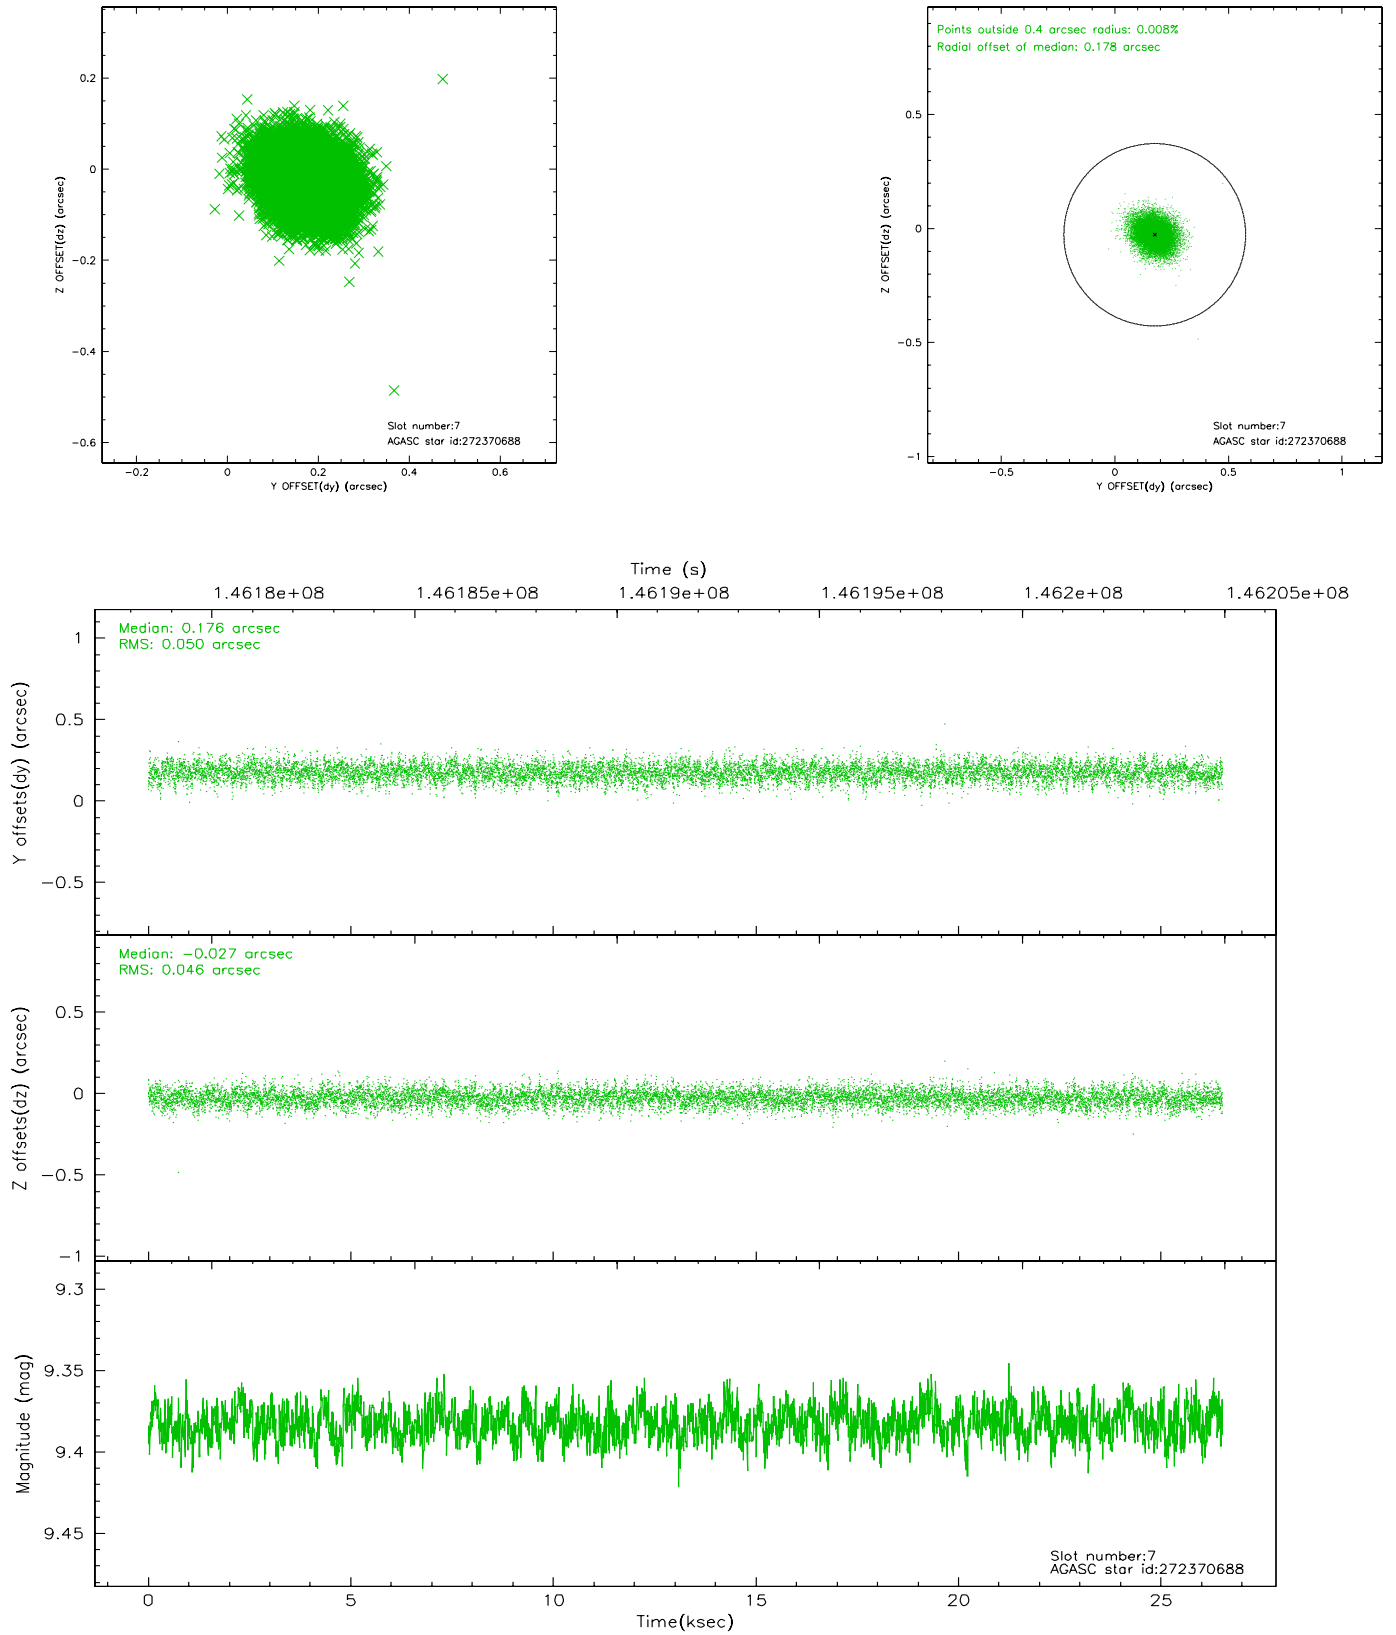 0.2
0
−0.2
−0.4
−0.6
Z OFFSET(dz) (arcsec)
Slot number:7
AGASC star id:272370688
−0.2 0 0.2 0.4 0.6
Y OFFSET(dy) (arcsec)
Points outside 0.4 arcsec radius: 0.008%
Radial offset of median: 0.178 arcsec
0.5
0
−0.5
−1
Z OFFSET(dz) (arcsec)
Slot number:7
AGASC star id:272370688
−0.5 0 0.5 1
Y OFFSET(dy) (arcsec)
Time (s)
1.4618e+08 1.46185e+08 1.4619e+08 1.46195e+08 1.462e+08 1.46205e+08
Median: 0.176 arcsec
RMS: 0.050 arcsec
1
0.5
0
−0.5
Y offsets(dy) (arcsec)
Median: −0.027 arcsec
RMS: 0.046 arcsec
0.5
0
−0.5
−1
Z offsets(dz) (arcsec)
9.3
9.35
9.4
9.45
Magnitude (mag)
Slot number:7
AGASC star id:272370688
0 5 10 15 20 25
Time(ksec)